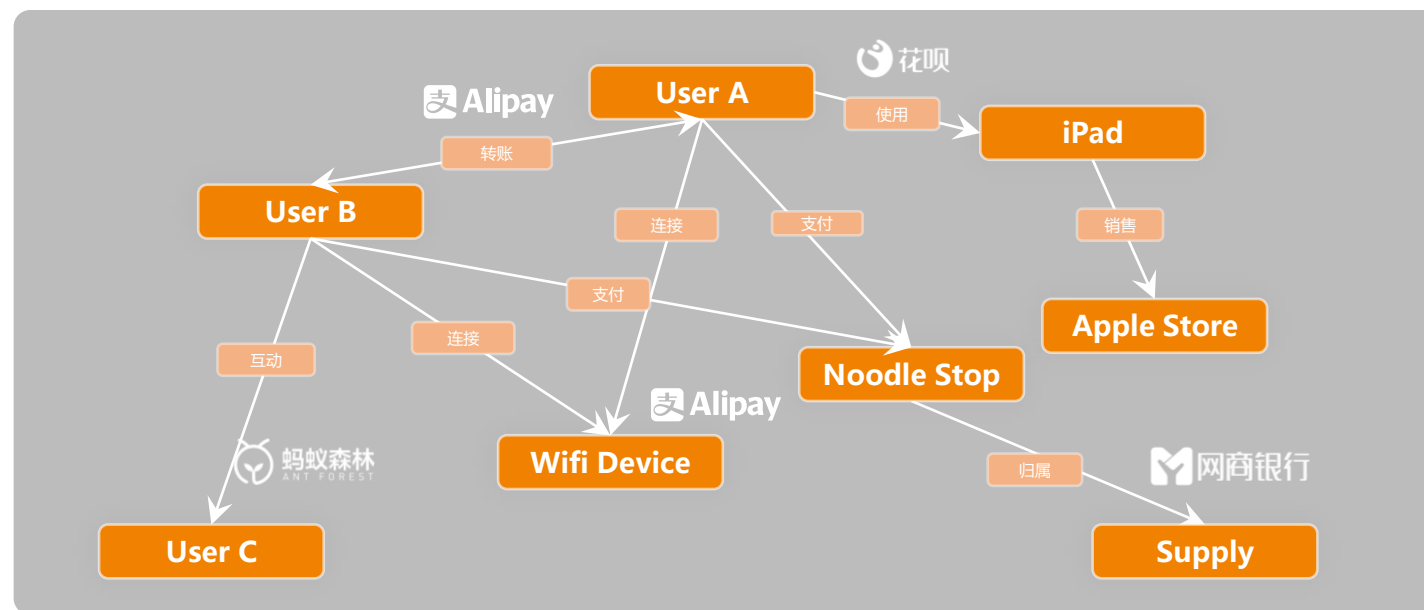 花呗
User A
支 Alipay
使用
iPad
转账
User B
连接
支付
销售
支付
Apple Store
连接
互动
Noodle Stop
支 Alipay
Wifi Device
蚂蚁森林
ANT FOREST
归属
网商银行
User C
Supply